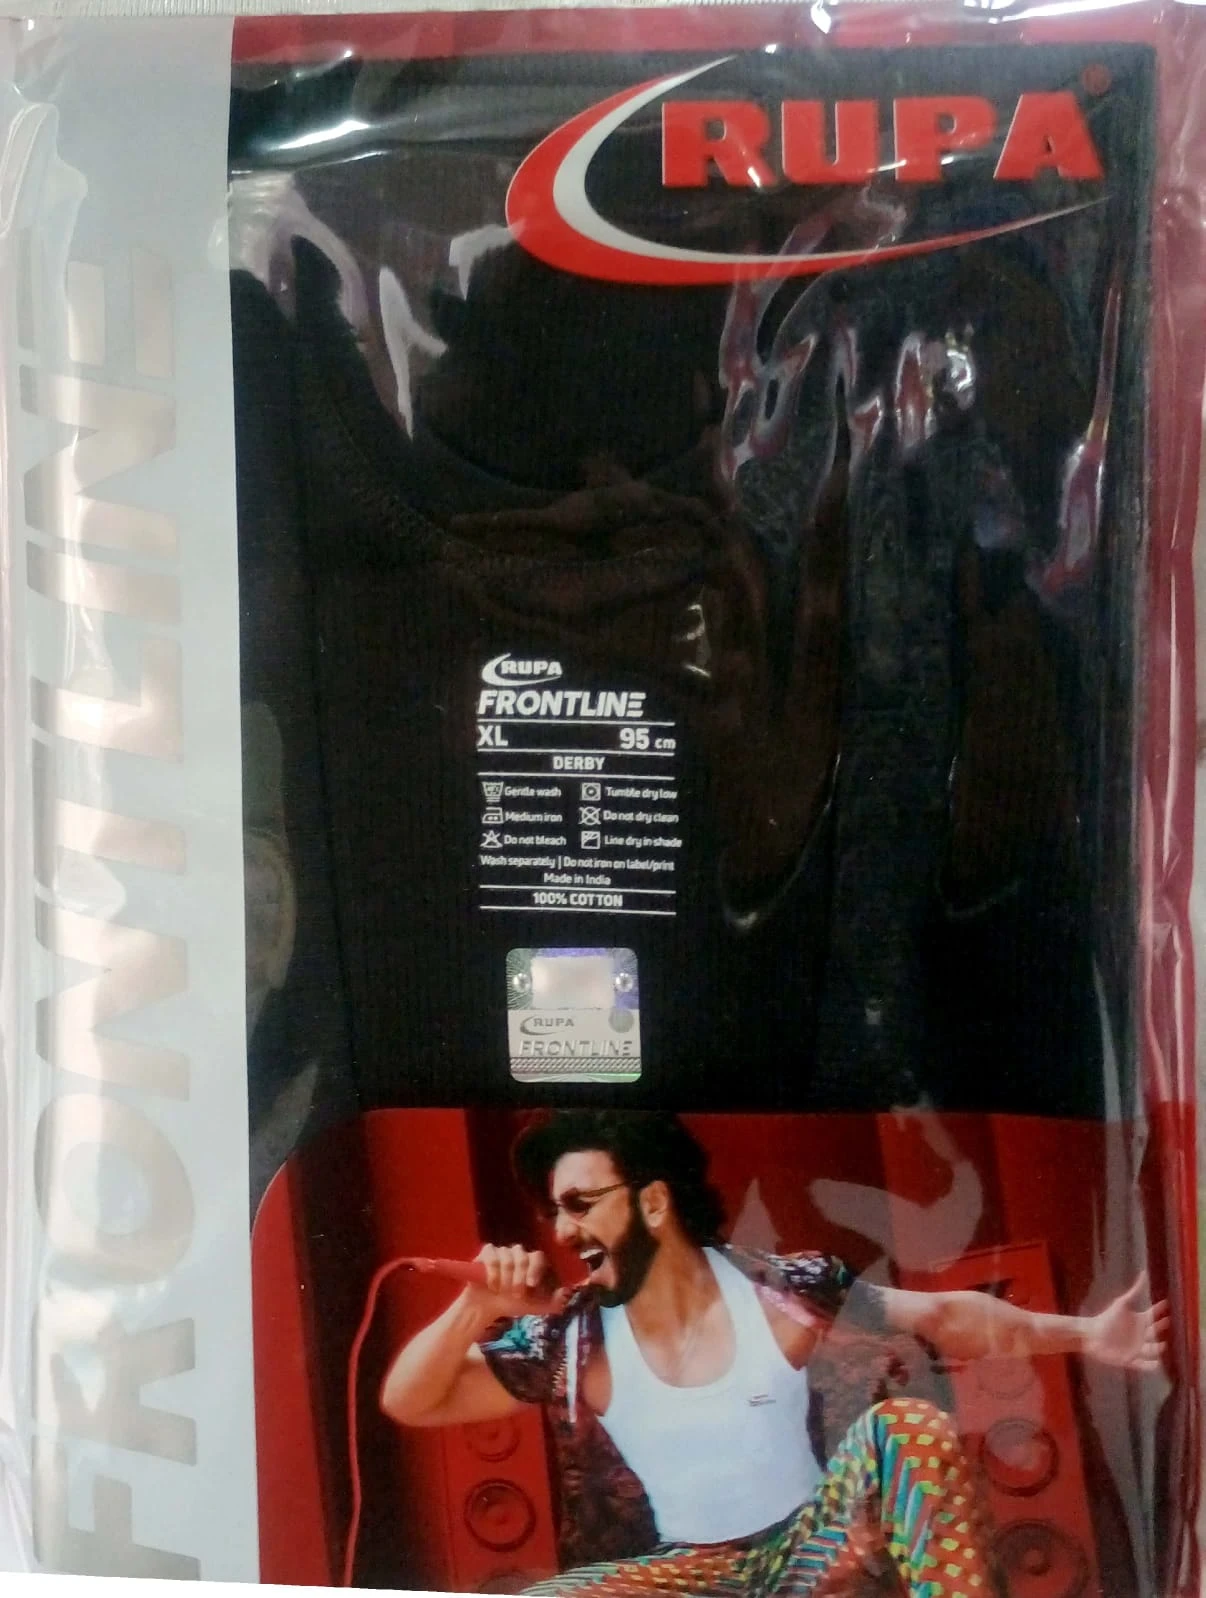 RUPA®
FRONTLINE
RUPA
FRONTLINE
XL 95 cm
DERBY
Gentle wash Tumble dry low
Medium iron Do not dry clean
Do not bleach Line dry in shade
Wash separately | Do not iron on label/print
Made in India
100% COTTON
RUPA
FRONTLINE